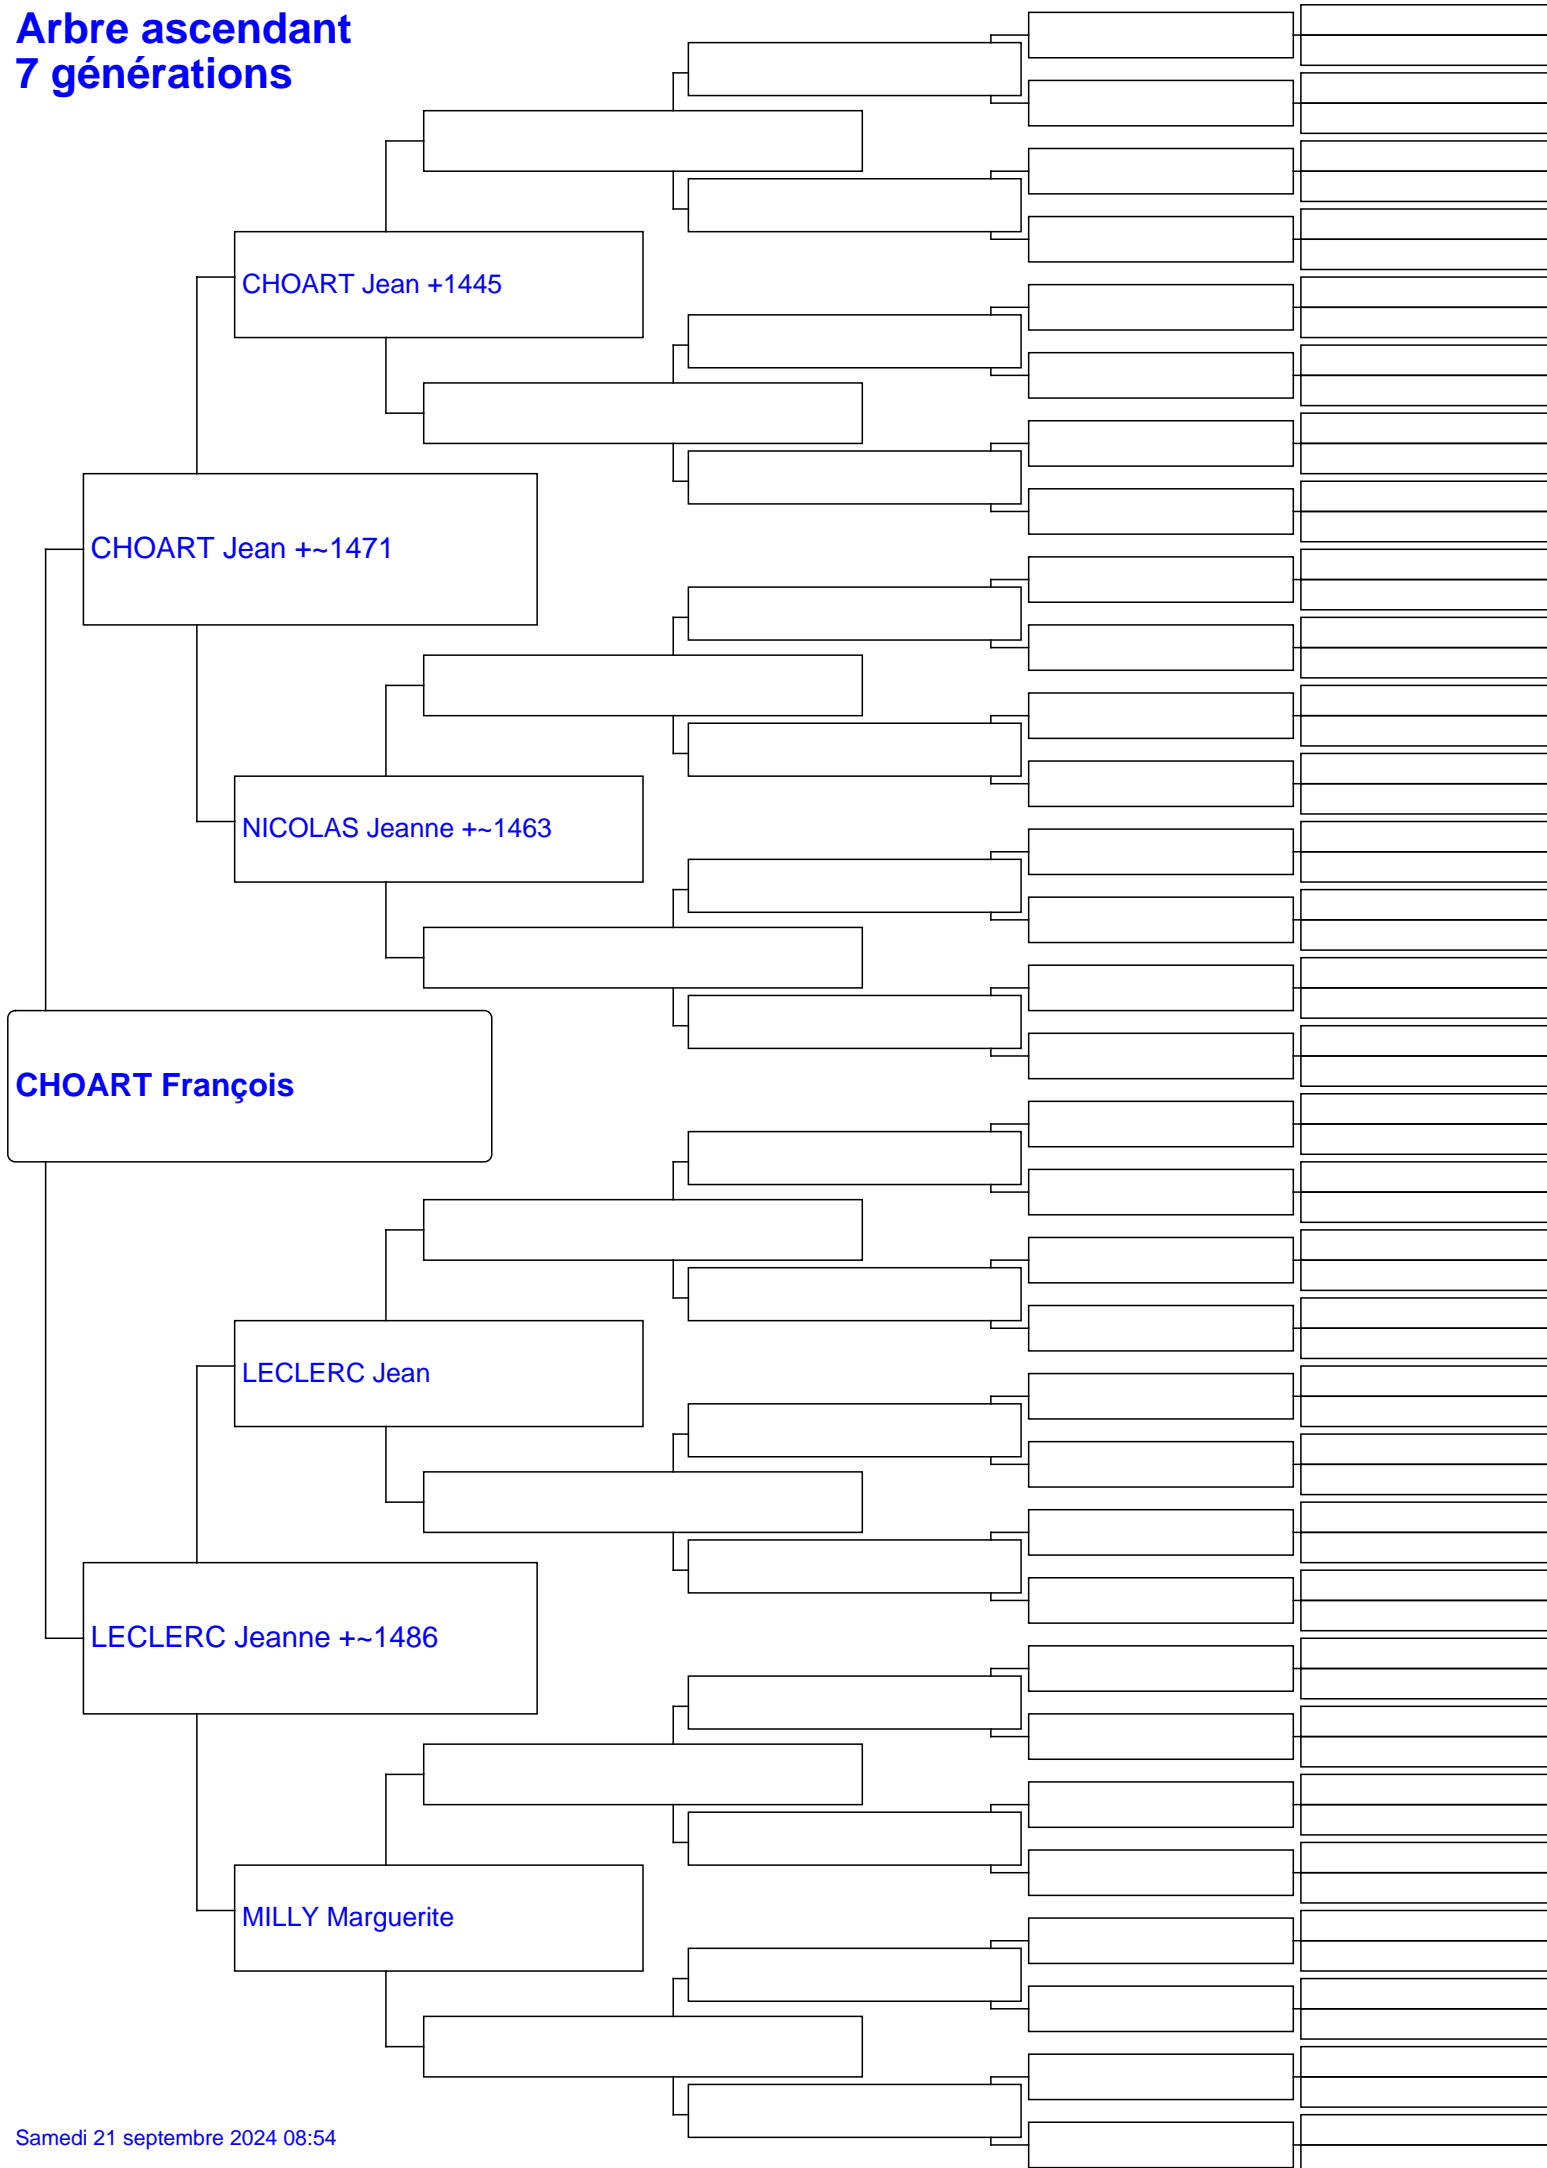 Arbre ascendant
7 générations
CHOART Jean +1445
CHOART Jean +~1471
NICOLAS Jeanne +~1463
CHOART François
LECLERC Jean
LECLERC Jeanne +~1486
MILLY Marguerite
Samedi 21 septembre 2024 08:54